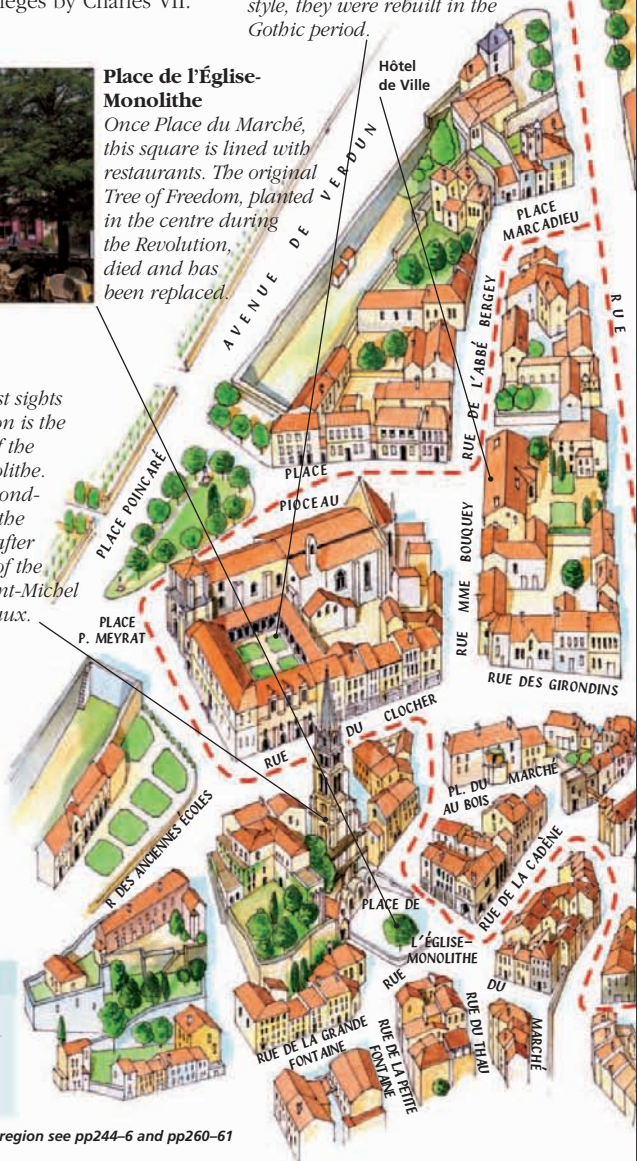 leges by Charles VII.
style, they were rebuilt in the
Gothic period.
Place de l'Église-
Monolithe
Once Place du Marché,
this square is lined with
restaurants. The original
Tree of Freedom, planted
in the centre during
the Revolution,
died and has
been replaced.
Hôtel
de Ville
AVENUE DE VERDUN
PLACE
MARCADIEU
RUE
RUE DE L'ABBÉ BERGEY
st sights
on is the
of the
olithe.
ond-
the
after
of the
nt-Michel
aux.
PLACE POINCARÉ
PLACE
PIOCEAU
RUE MME BOUQUEY
PLACE
P. MEYRAT
RUE DES GIRONDINS
RUE DU CLOCHER
PL. DU MARCHÉ
AU BOIS
R DES ANCIENNES ÉCOLES
RUE DE LA CADÈNE
PLACE DE
L'ÉGLISE-
MONOLITHE
RUE DU MARCHÉ
RUE DE LA GRANDE
FONTAINE
RUE DE LA PETITE
FONTAINE
RUE DU THAU
region see pp244–6 and pp260–61